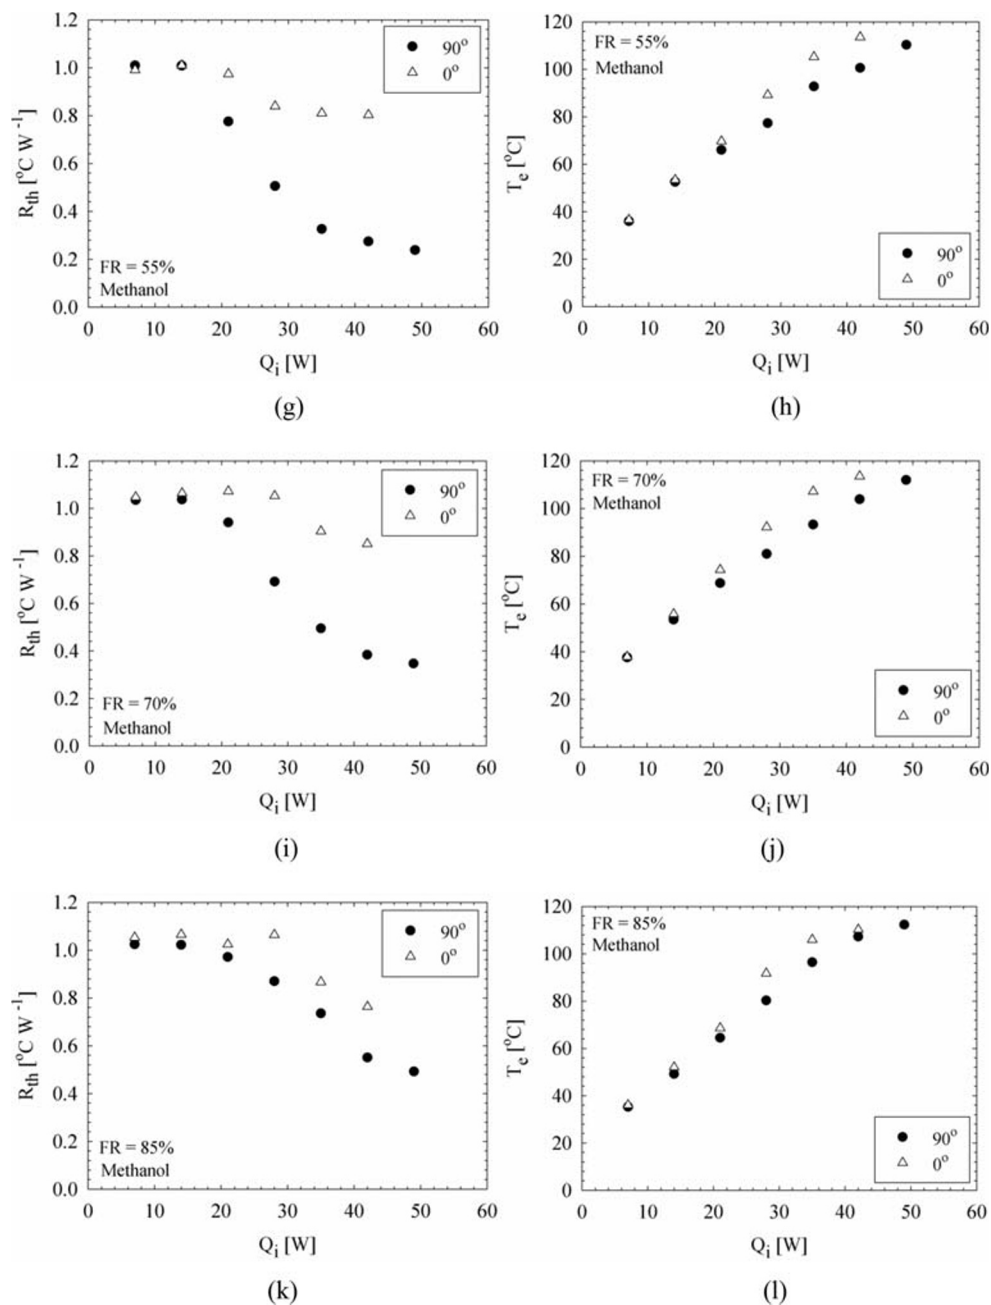 1.2
1.0
0.8
0.6
0.4
0.2
0.0
R_th [°C W⁻¹]
90°
0°
FR = 55%
Methanol
0 10 20 30 40 50 60
Q_i [W]
(g)
120
100
80
60
40
20
0
T_e [°C]
FR = 55%
Methanol
90°
0°
0 10 20 30 40 50 60
Q_i [W]
(h)
1.2
1.0
0.8
0.6
0.4
0.2
0.0
R_th [°C W⁻¹]
90°
0°
FR = 70%
Methanol
0 10 20 30 40 50 60
Q_i [W]
(i)
120
100
80
60
40
20
0
T_e [°C]
FR = 70%
Methanol
90°
0°
0 10 20 30 40 50 60
Q_i [W]
(j)
1.2
1.0
0.8
0.6
0.4
0.2
0.0
R_th [°C W⁻¹]
90°
0°
FR = 85%
Methanol
0 10 20 30 40 50 60
Q_i [W]
(k)
120
100
80
60
40
20
0
T_e [°C]
FR = 85%
Methanol
90°
0°
0 10 20 30 40 50 60
Q_i [W]
(l)